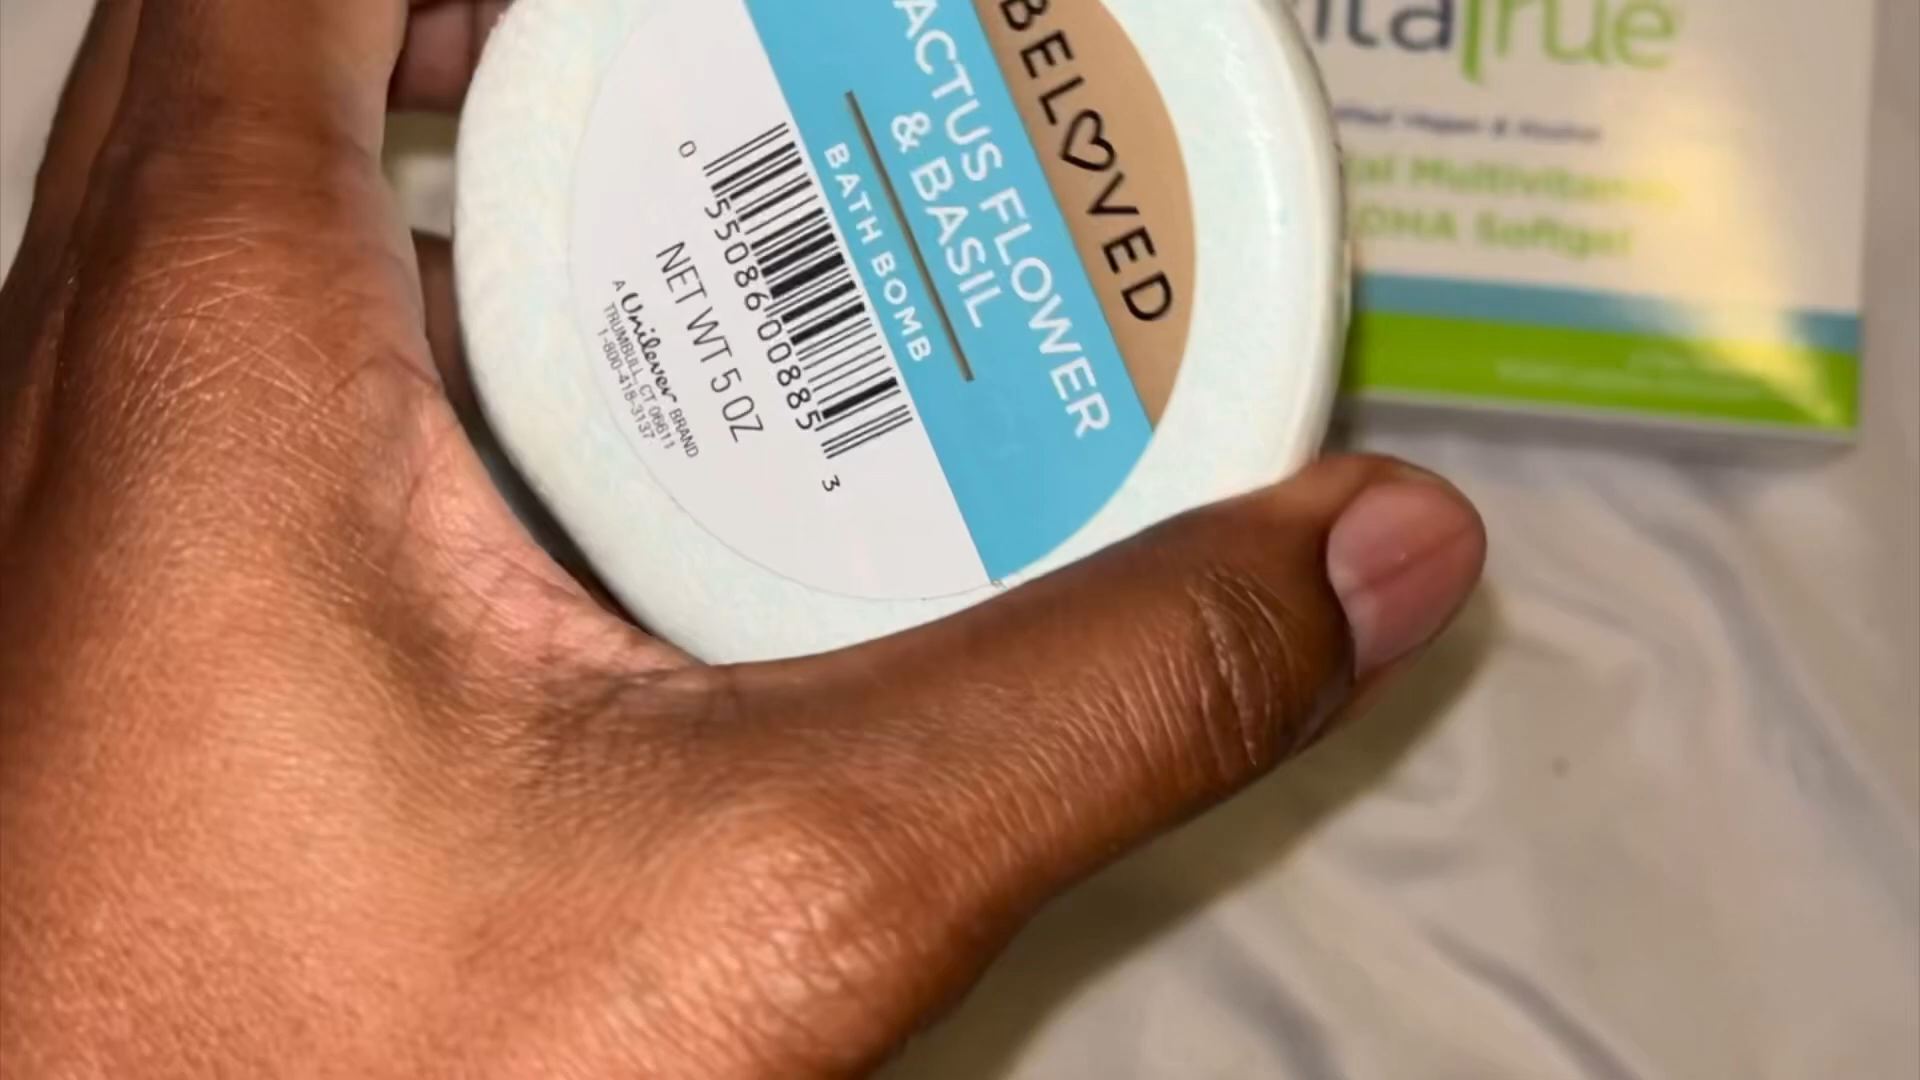 BELOVED
ACTUS FLOWER
& BASIL
BATH BOMB
0 55086 00885 3
NET WT 5 OZ
A Unilever BRAND
TRUMBULL, CT 06611
1-800-418-3137
itaTrue
Multivitamin
DHA Softgel